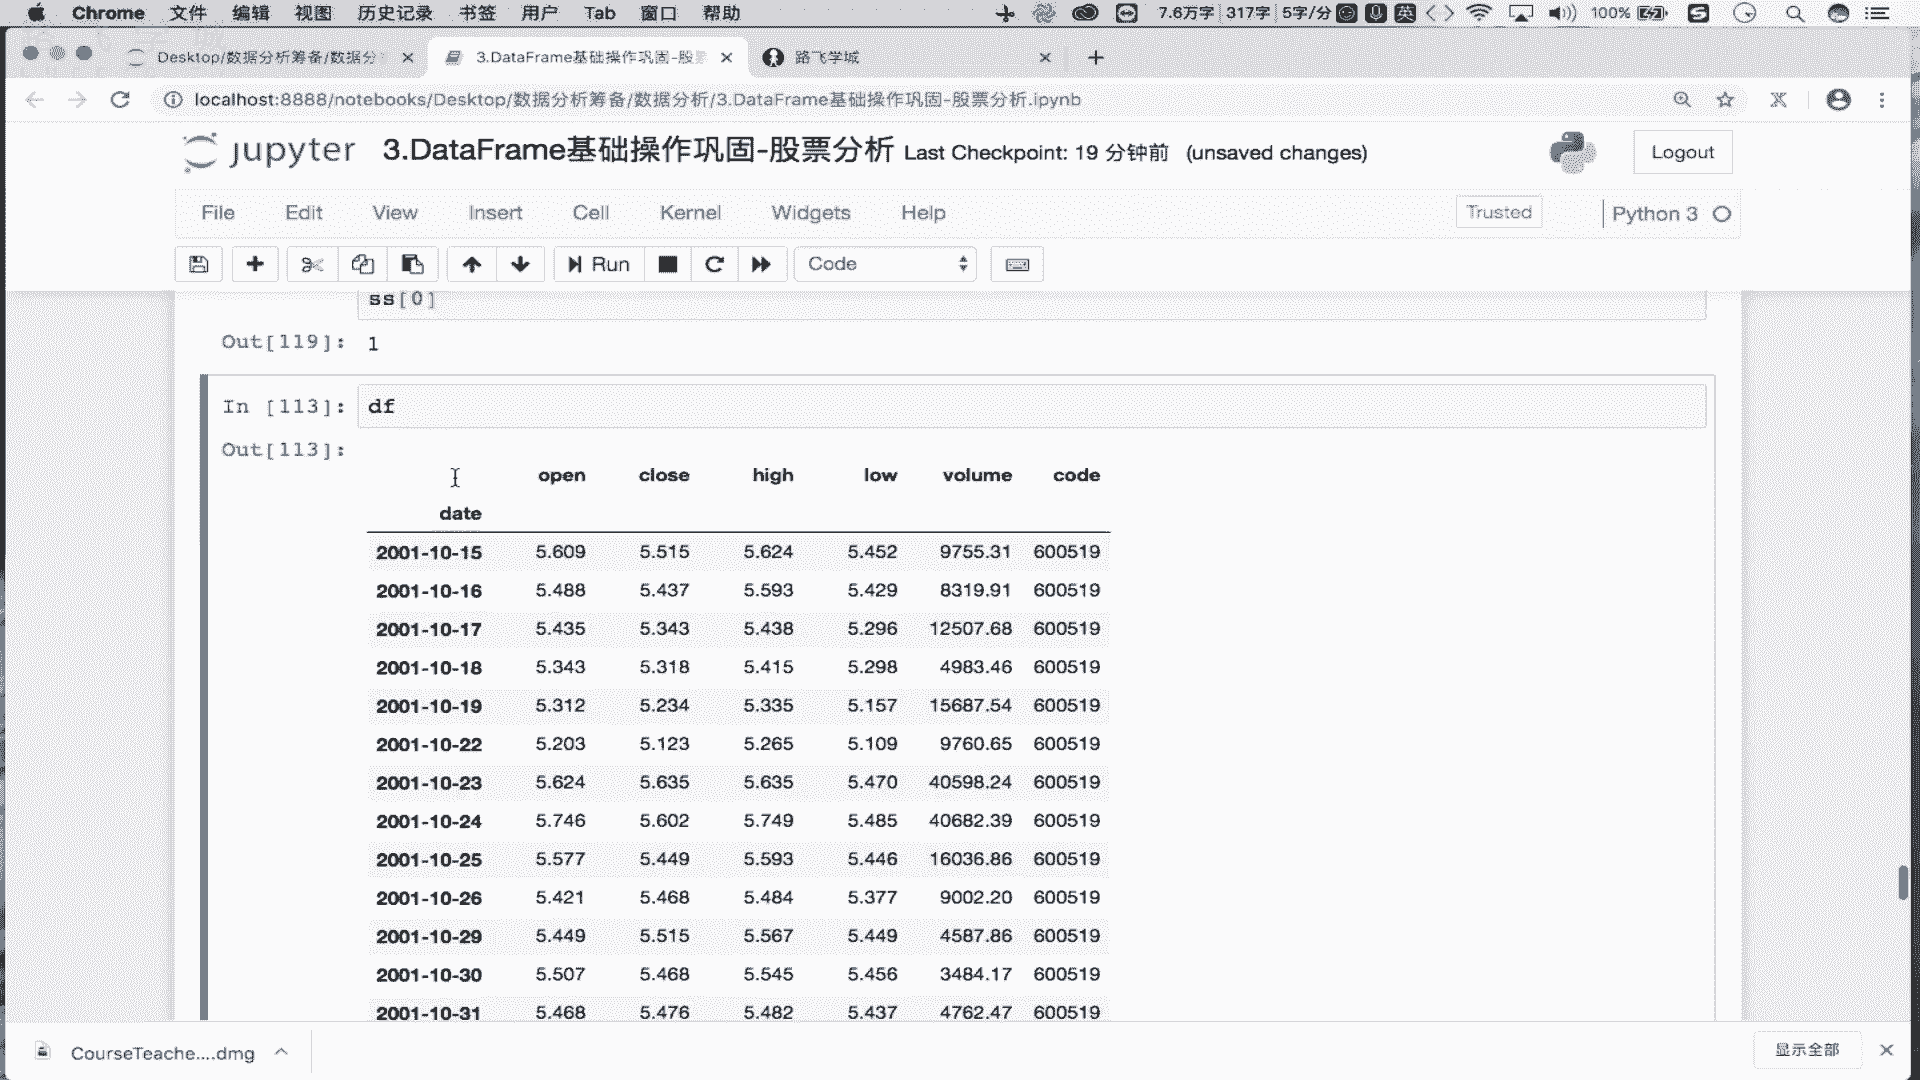 Chrome 文件 编辑 视图 历史记录 书签 用户 Tab 窗口 帮助 7.6万字 317字 5字/分 英 100%
Desktop/数据分析筹备/数据分 3.DataFrame基础操作巩固-股 路飞学城
localhost:8888/notebooks/Desktop/数据分析筹备/数据分析/3.DataFrame基础操作巩固-股票分析.ipynb
jupyter 3.DataFrame基础操作巩固-股票分析 Last Checkpoint: 19 分钟前 (unsaved changes) Logout
File Edit View Insert Cell Kernel Widgets Help Trusted Python 3
Run Code
ss[0]
Out[119]: 1
In [113]: df
Out[113]:
open close high low volume code
date
2001-10-15 5.609 5.515 5.624 5.452 9755.31 600519
2001-10-16 5.488 5.437 5.593 5.429 8319.91 600519
2001-10-17 5.435 5.343 5.438 5.296 12507.68 600519
2001-10-18 5.343 5.318 5.415 5.298 4983.46 600519
2001-10-19 5.312 5.234 5.335 5.157 15687.54 600519
2001-10-22 5.203 5.123 5.265 5.109 9760.65 600519
2001-10-23 5.624 5.635 5.635 5.470 40598.24 600519
2001-10-24 5.746 5.602 5.749 5.485 40682.39 600519
2001-10-25 5.577 5.449 5.593 5.446 16036.86 600519
2001-10-26 5.421 5.468 5.484 5.377 9002.20 600519
2001-10-29 5.449 5.515 5.567 5.449 4587.86 600519
2001-10-30 5.507 5.468 5.545 5.456 3484.17 600519
2001-10-31 5.468 5.476 5.482 5.437 4762.47 600519
CourseTeache....dmg 显示全部